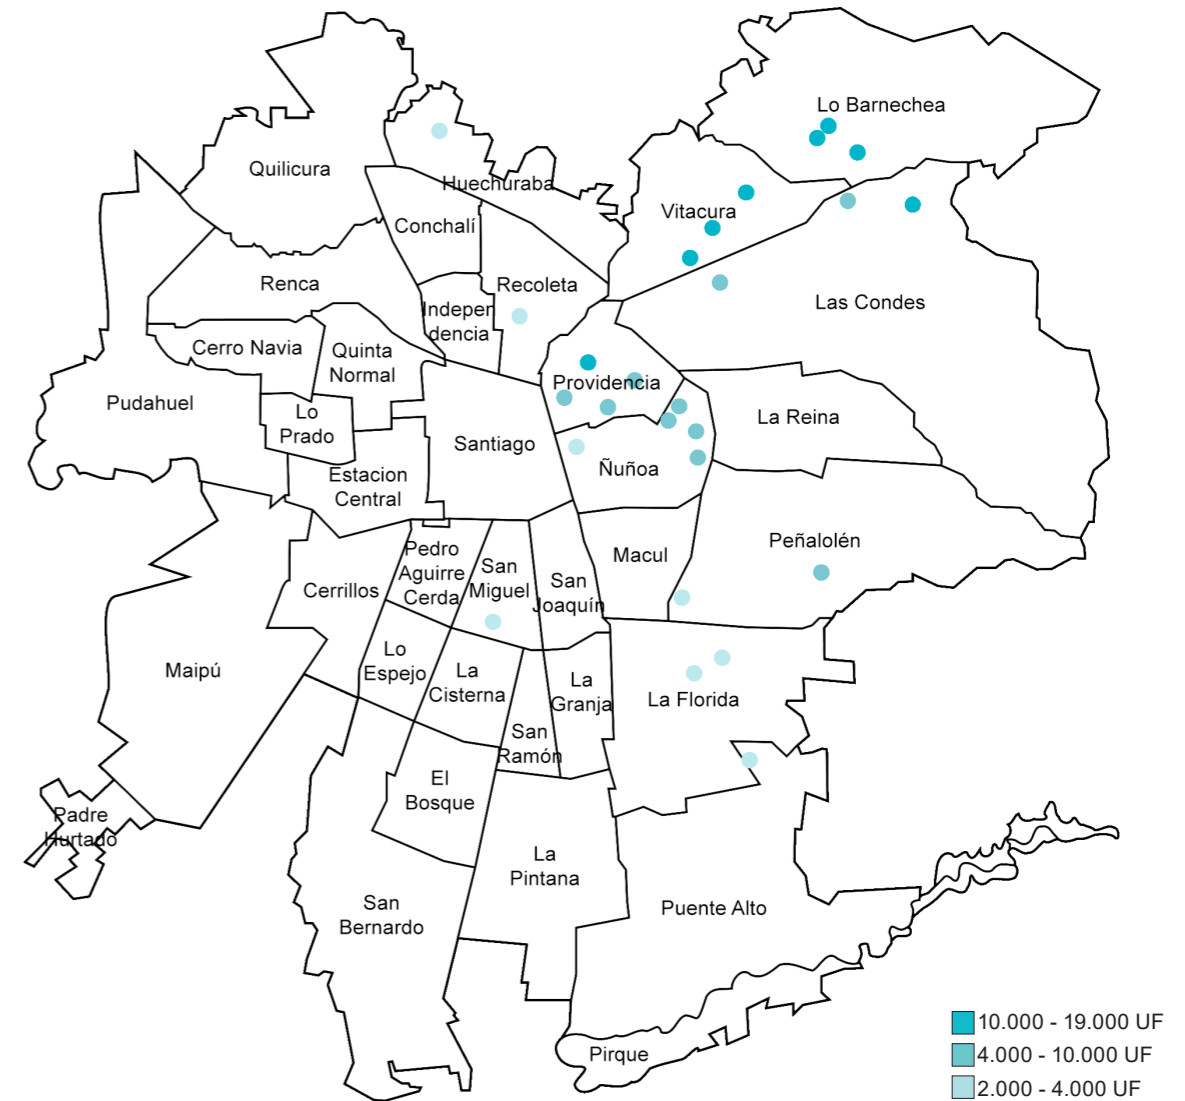 Lo Barnechea
Quilicura
Huechuraba
Vitacura
Conchalí
Renca
Recoleta
Las Condes
Indepen
dencia
Cerro Navia
Quinta
Normal
Providencia
Pudahuel
Lo
Prado
La Reina
Santiago
Ñuñoa
Estacion
Central
Peñalolén
Macul
Pedro
Aguirre
Cerda
San
Miguel
San
Joaquín
Cerrillos
Maipú
Lo
Espejo
La
Cisterna
La
Granja
La Florida
San
Ramón
El
Bosque
Padre
Hurtado
La
Pintana
San
Bernardo
Puente Alto
Pirque
10.000 - 19.000 UF
4.000 - 10.000 UF
2.000 - 4.000 UF